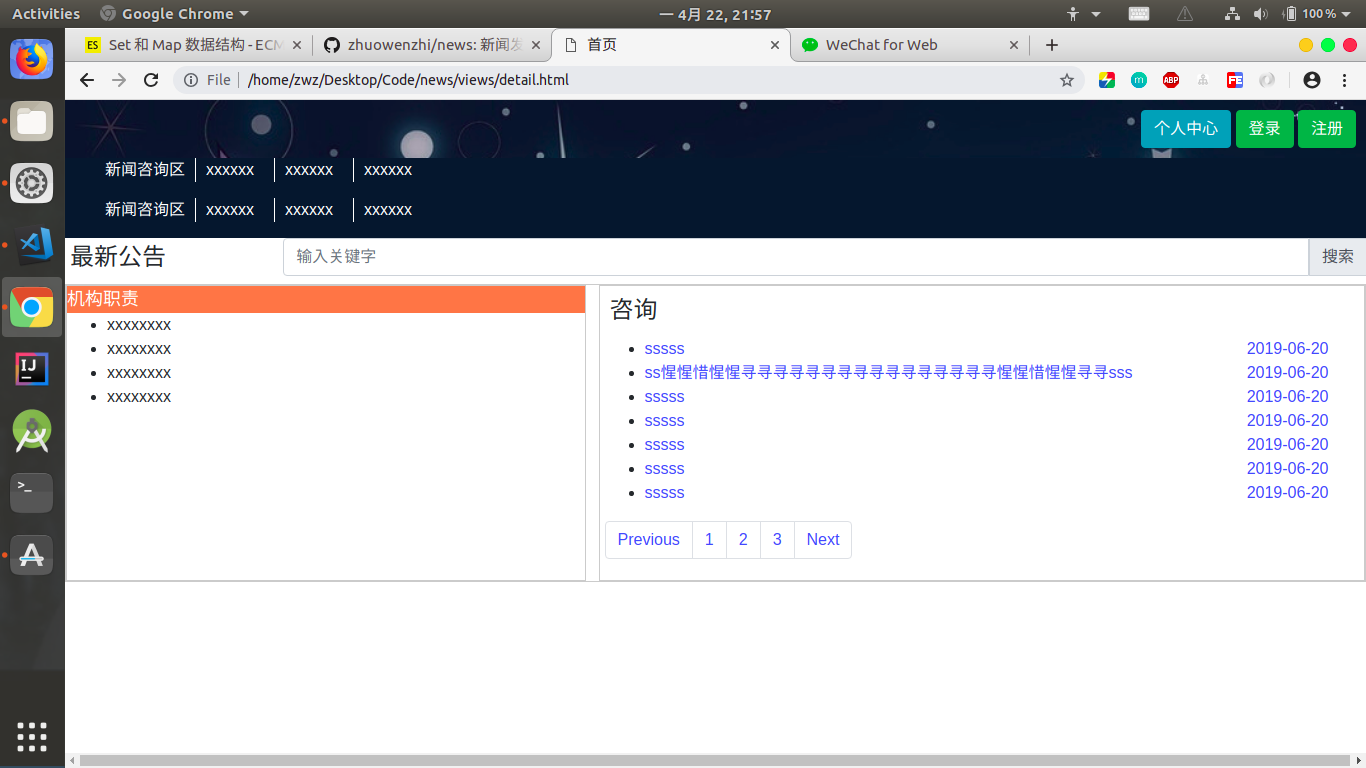 Activities Google Chrome 一 4月 22, 21:57 100%
Set 和 Map 数据结构 - ECM zhuowenzhi/news: 新闻发 首页 WeChat for Web
File /home/zwz/Desktop/Code/news/views/detail.html
个人中心 登录 注册
新闻咨询区 xxxxxx xxxxxx xxxxxx
新闻咨询区 xxxxxx xxxxxx xxxxxx
最新公告 输入关键字 搜索
机构职责
xxxxxxxx
xxxxxxxx
xxxxxxxx
xxxxxxxx
咨询
sssss 2019-06-20
ss惺惺惜惺惺寻寻寻寻寻寻寻寻寻寻寻寻寻寻寻寻惺惺惜惺惺寻寻sss 2019-06-20
sssss 2019-06-20
sssss 2019-06-20
sssss 2019-06-20
sssss 2019-06-20
sssss 2019-06-20
Previous 1 2 3 Next